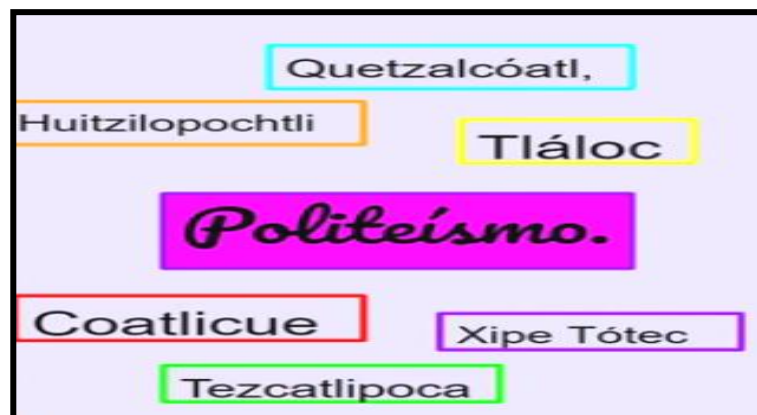 Quetzalcóatl,
Huitzilopochtli
Tláloc
Politeísmo.
Coatlicue
Xipe Tótec
Tezcatlipoca